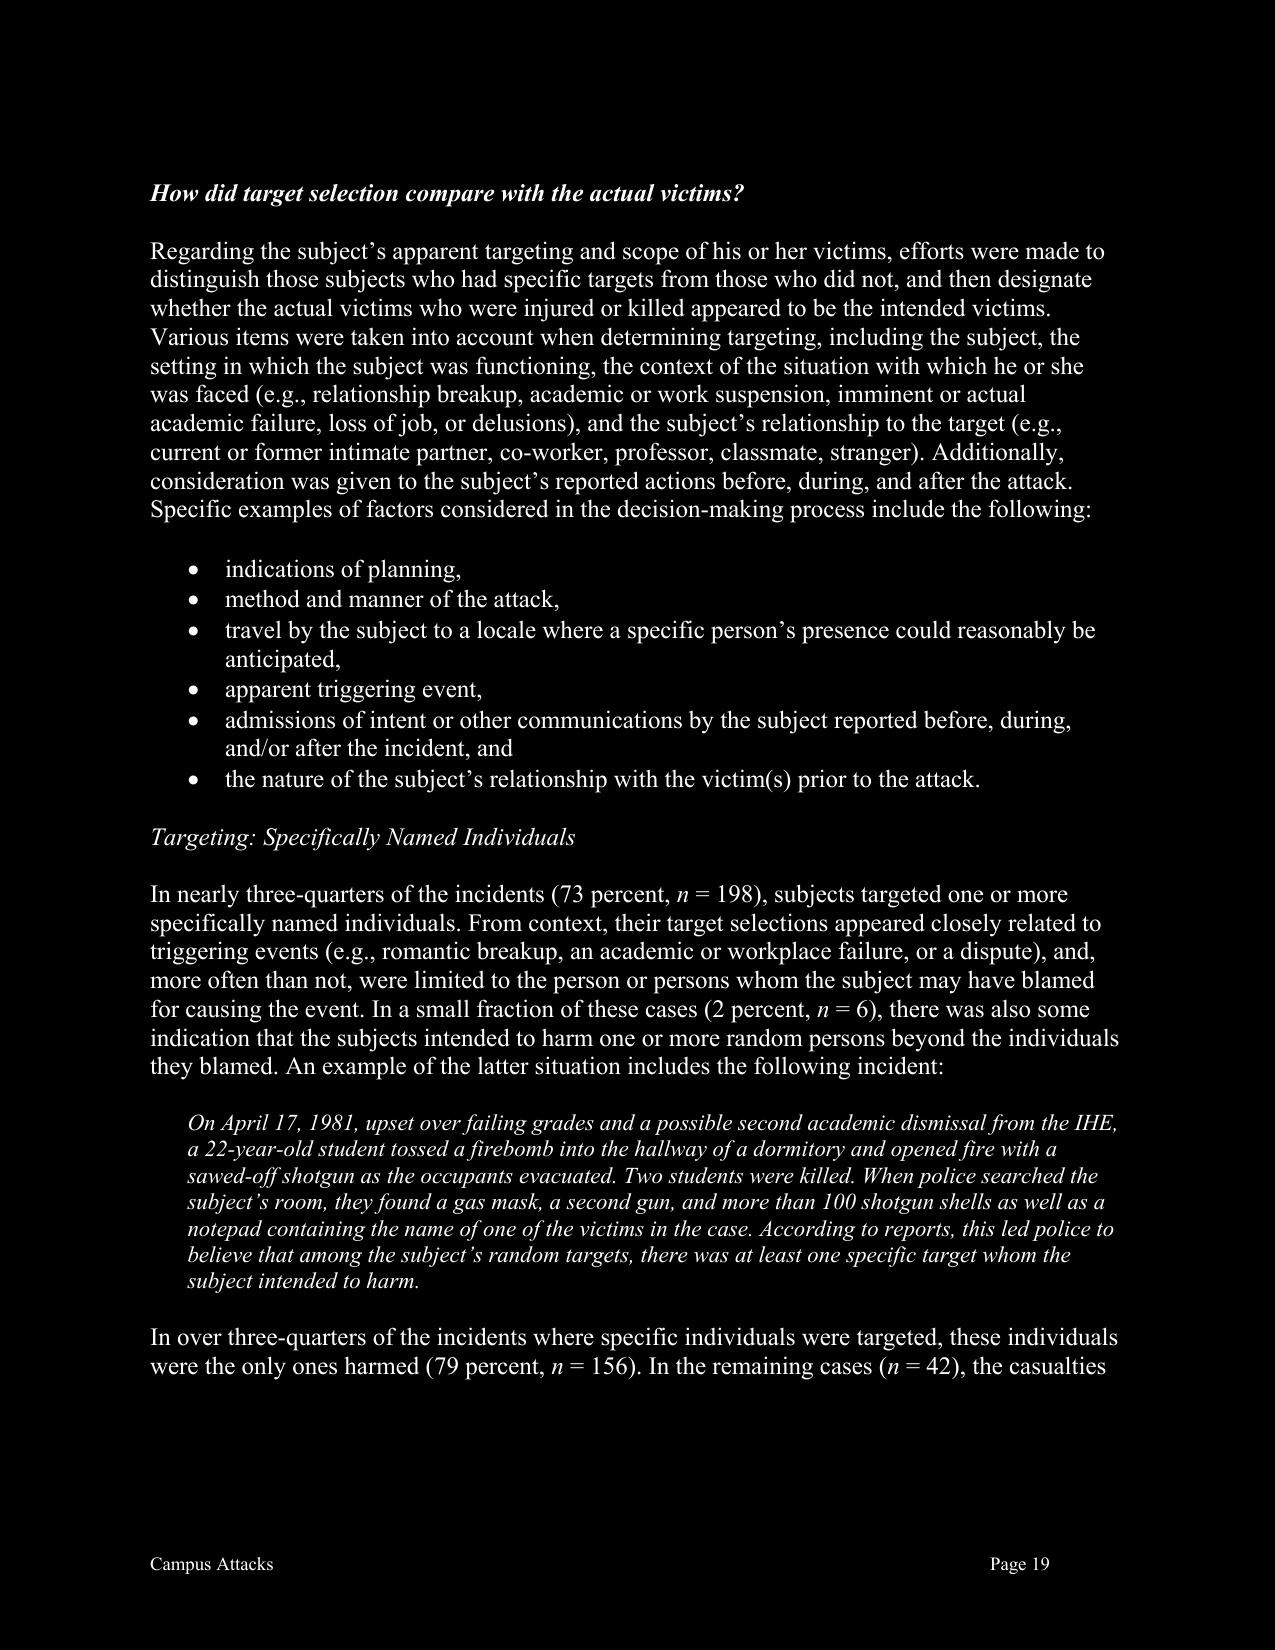 How did target selection compare with the actual victims?
Regarding the subject’s apparent targeting and scope of his or her victims, efforts were made to
distinguish those subjects who had specific targets from those who did not, and then designate
whether the actual victims who were injured or killed appeared to be the intended victims.
Various items were taken into account when determining targeting, including the subject, the
setting in which the subject was functioning, the context of the situation with which he or she
was faced (e.g., relationship breakup, academic or work suspension, imminent or actual
academic failure, loss of job, or delusions), and the subject’s relationship to the target (e.g.,
current or former intimate partner, co-worker, professor, classmate, stranger). Additionally,
consideration was given to the subject’s reported actions before, during, and after the attack.
Specific examples of factors considered in the decision-making process include the following:
• indications of planning,
• method and manner of the attack,
• travel by the subject to a locale where a specific person’s presence could reasonably be
anticipated,
• apparent triggering event,
• admissions of intent or other communications by the subject reported before, during,
and/or after the incident, and
• the nature of the subject’s relationship with the victim(s) prior to the attack.
Targeting: Specifically Named Individuals
In nearly three-quarters of the incidents (73 percent, n = 198), subjects targeted one or more
specifically named individuals. From context, their target selections appeared closely related to
triggering events (e.g., romantic breakup, an academic or workplace failure, or a dispute), and,
more often than not, were limited to the person or persons whom the subject may have blamed
for causing the event. In a small fraction of these cases (2 percent, n = 6), there was also some
indication that the subjects intended to harm one or more random persons beyond the individuals
they blamed. An example of the latter situation includes the following incident:
On April 17, 1981, upset over failing grades and a possible second academic dismissal from the IHE,
a 22-year-old student tossed a firebomb into the hallway of a dormitory and opened fire with a
sawed-off shotgun as the occupants evacuated. Two students were killed. When police searched the
subject’s room, they found a gas mask, a second gun, and more than 100 shotgun shells as well as a
notepad containing the name of one of the victims in the case. According to reports, this led police to
believe that among the subject’s random targets, there was at least one specific target whom the
subject intended to harm.
In over three-quarters of the incidents where specific individuals were targeted, these individuals
were the only ones harmed (79 percent, n = 156). In the remaining cases (n = 42), the casualties
Campus Attacks Page 19